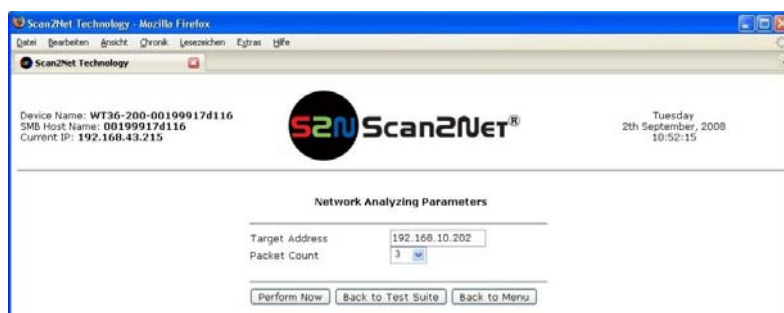 Scan2Net Technology - Mozilla Firefox
Datei Bearbeiten Ansicht Chronik Lesezeichen Extras Hilfe
Scan2Net Technology
Device Name: WT36-200-00199917d116
SMB Host Name: 00199917d116
Current IP: 192.168.43.215
S2N Scan2Net®
Tuesday
2th September, 2008
10:52:15
Network Analyzing Parameters
Target Address 192.168.10.202
Packet Count 3
Perform Now Back to Test Suite Back to Menu